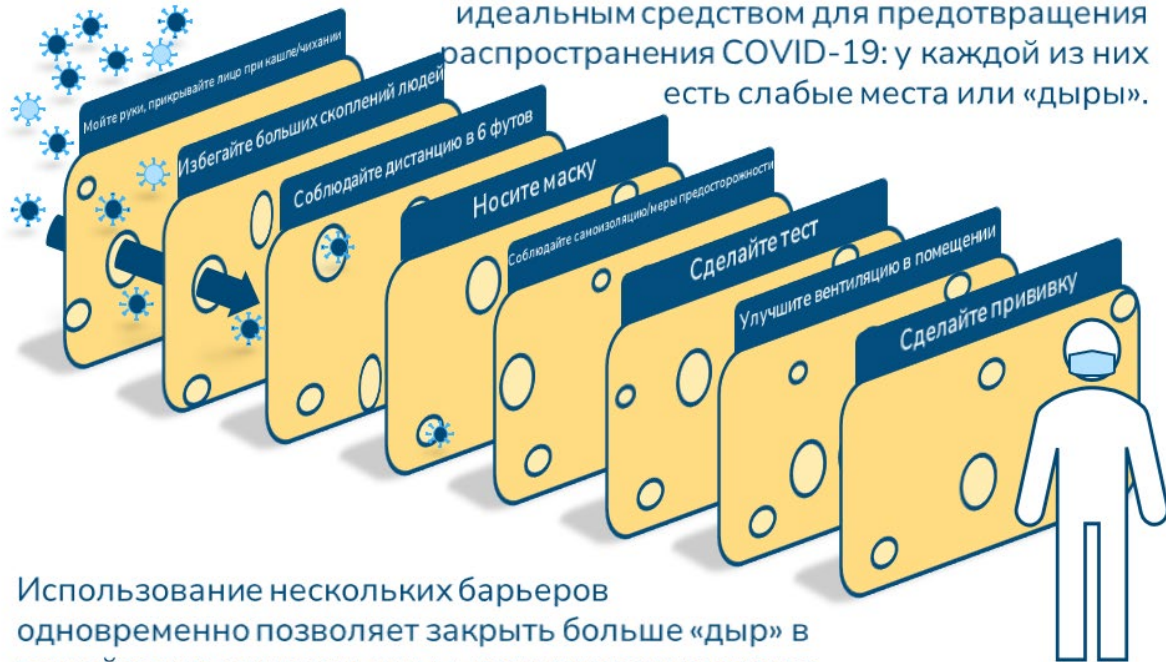 идеальным средством для предотвращения
распространения COVID-19: у каждой из них
есть слабые места или «дыры».
Мойте руки, прикрывайте лицо при кашле/чихании
Избегайте больших скоплений людей
Соблюдайте дистанцию в 6 футов
Носите маску
Соблюдайте самоизоляцию/меры предосторожности
Сделайте тест
Улучшите вентиляцию в помещении
Сделайте прививку
Использование нескольких барьеров
одновременно позволяет закрыть больше «дыр» в